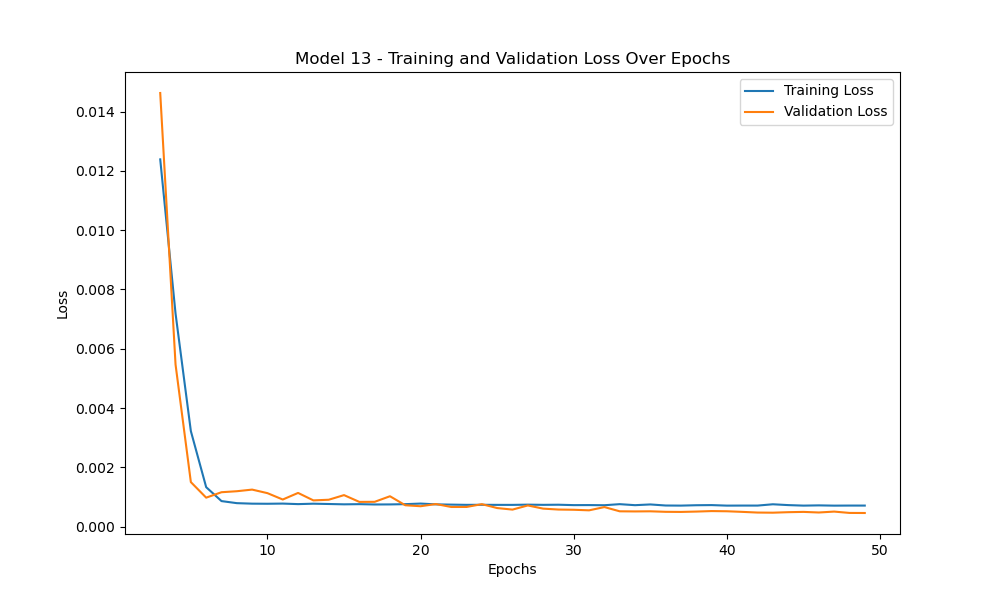 Model 13 - Training and Validation Loss Over Epochs
Training Loss
Validation Loss
0.014
0.012
0.010
0.008
0.006
0.004
0.002
0.000
Loss
10 20 30 40 50
Epochs